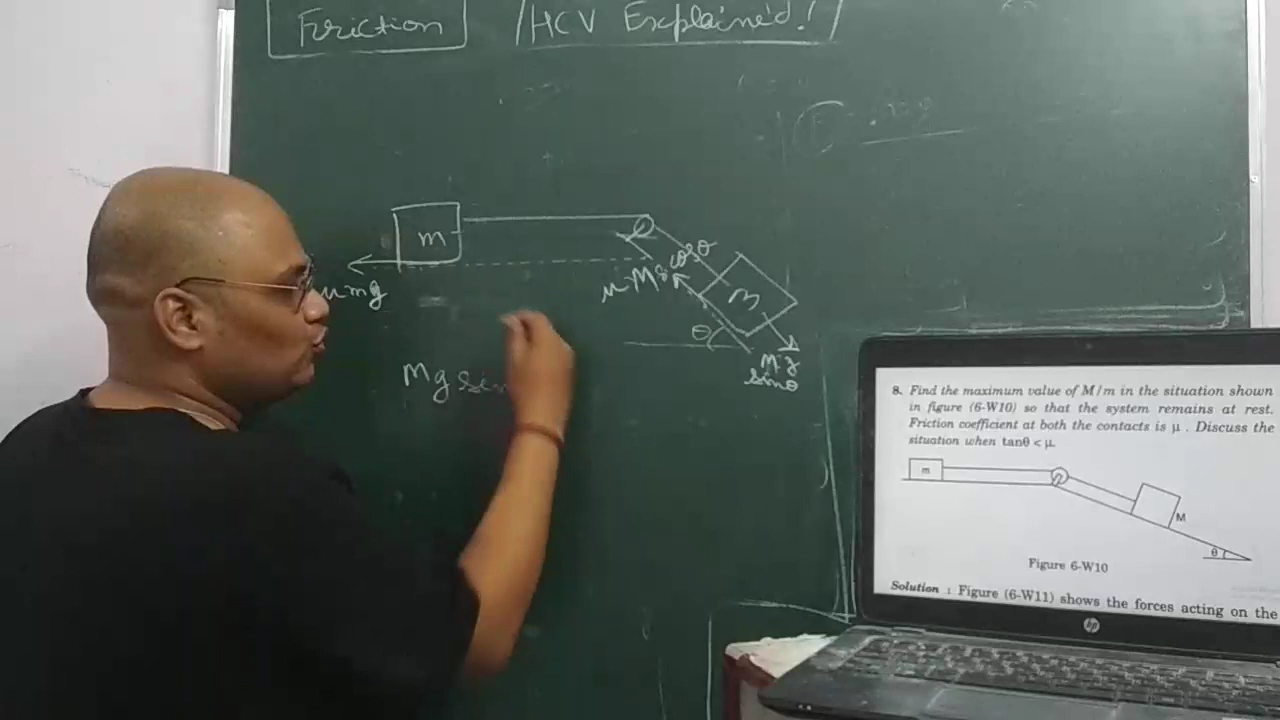 Friction /HCV Explained!/
m
μmg
μMg cosθ
m
θ
Mg
sinθ
Mg sin
8. Find the maximum value of M/m in the situation shown
in figure (6-W10) so that the system remains at rest.
Friction coefficient at both the contacts is μ . Discuss the
situation when tanθ < μ.
m
M
θ
Figure 6-W10
Solution : Figure (6-W11) shows the forces acting on the
hp